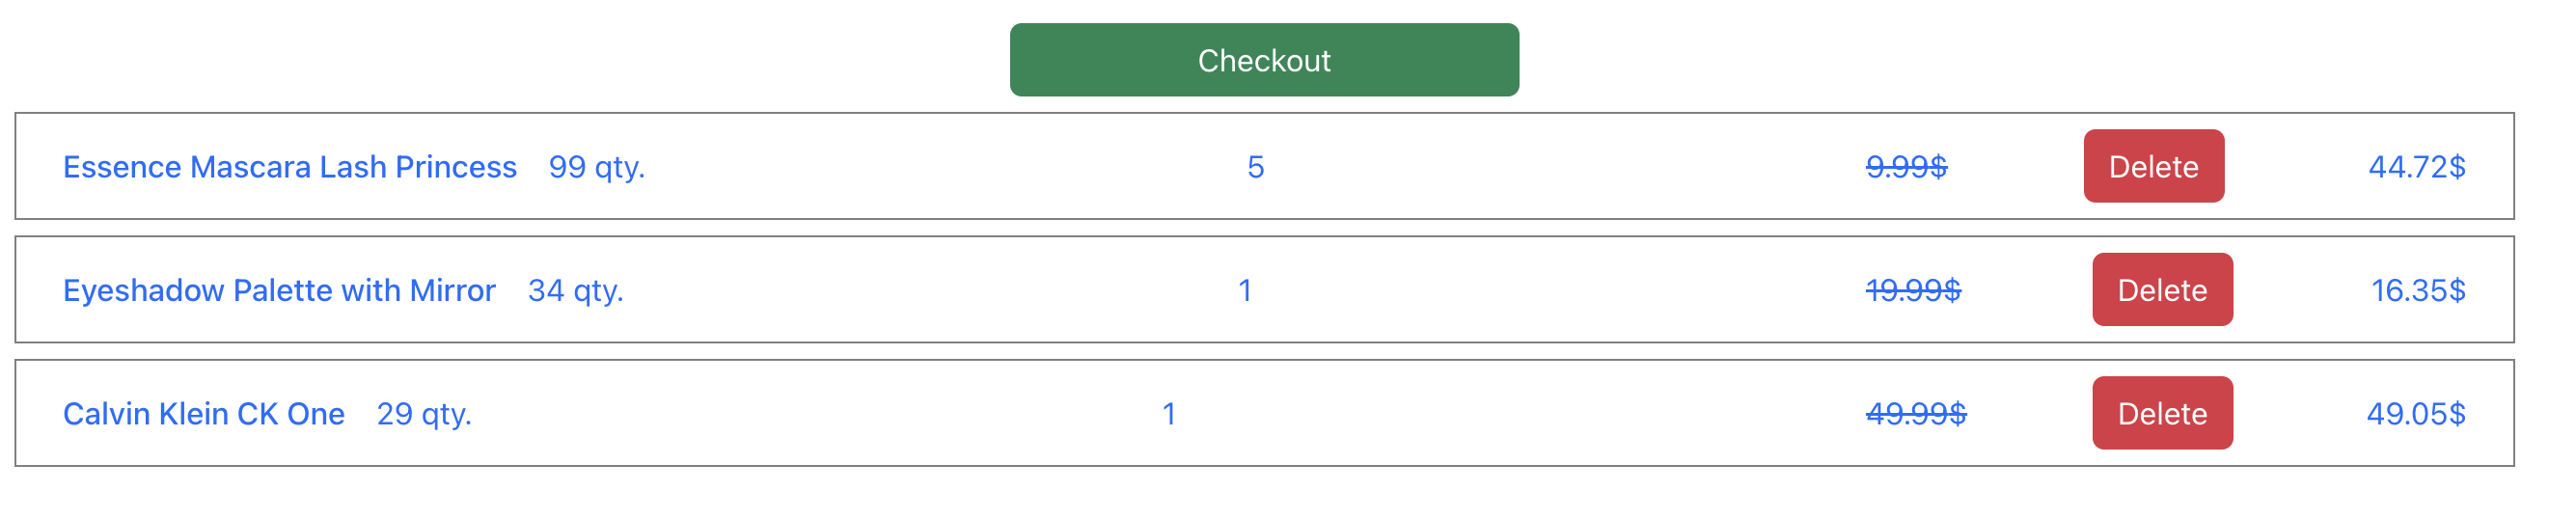 Checkout
Essence Mascara Lash Princess 99 qty. 5 9.99$ Delete 44.72$
Eyeshadow Palette with Mirror 34 qty. 1 19.99$ Delete 16.35$
Calvin Klein CK One 29 qty. 1 49.99$ Delete 49.05$